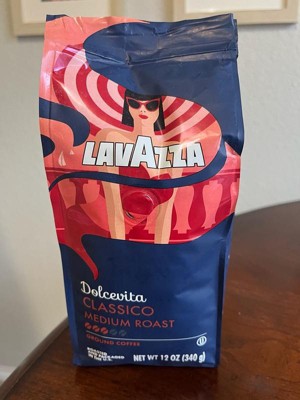 LAVAZZA
Dolcevita
CLASSICO
MEDIUM ROAST
GROUND COFFEE
NET WT 12 OZ (340g)